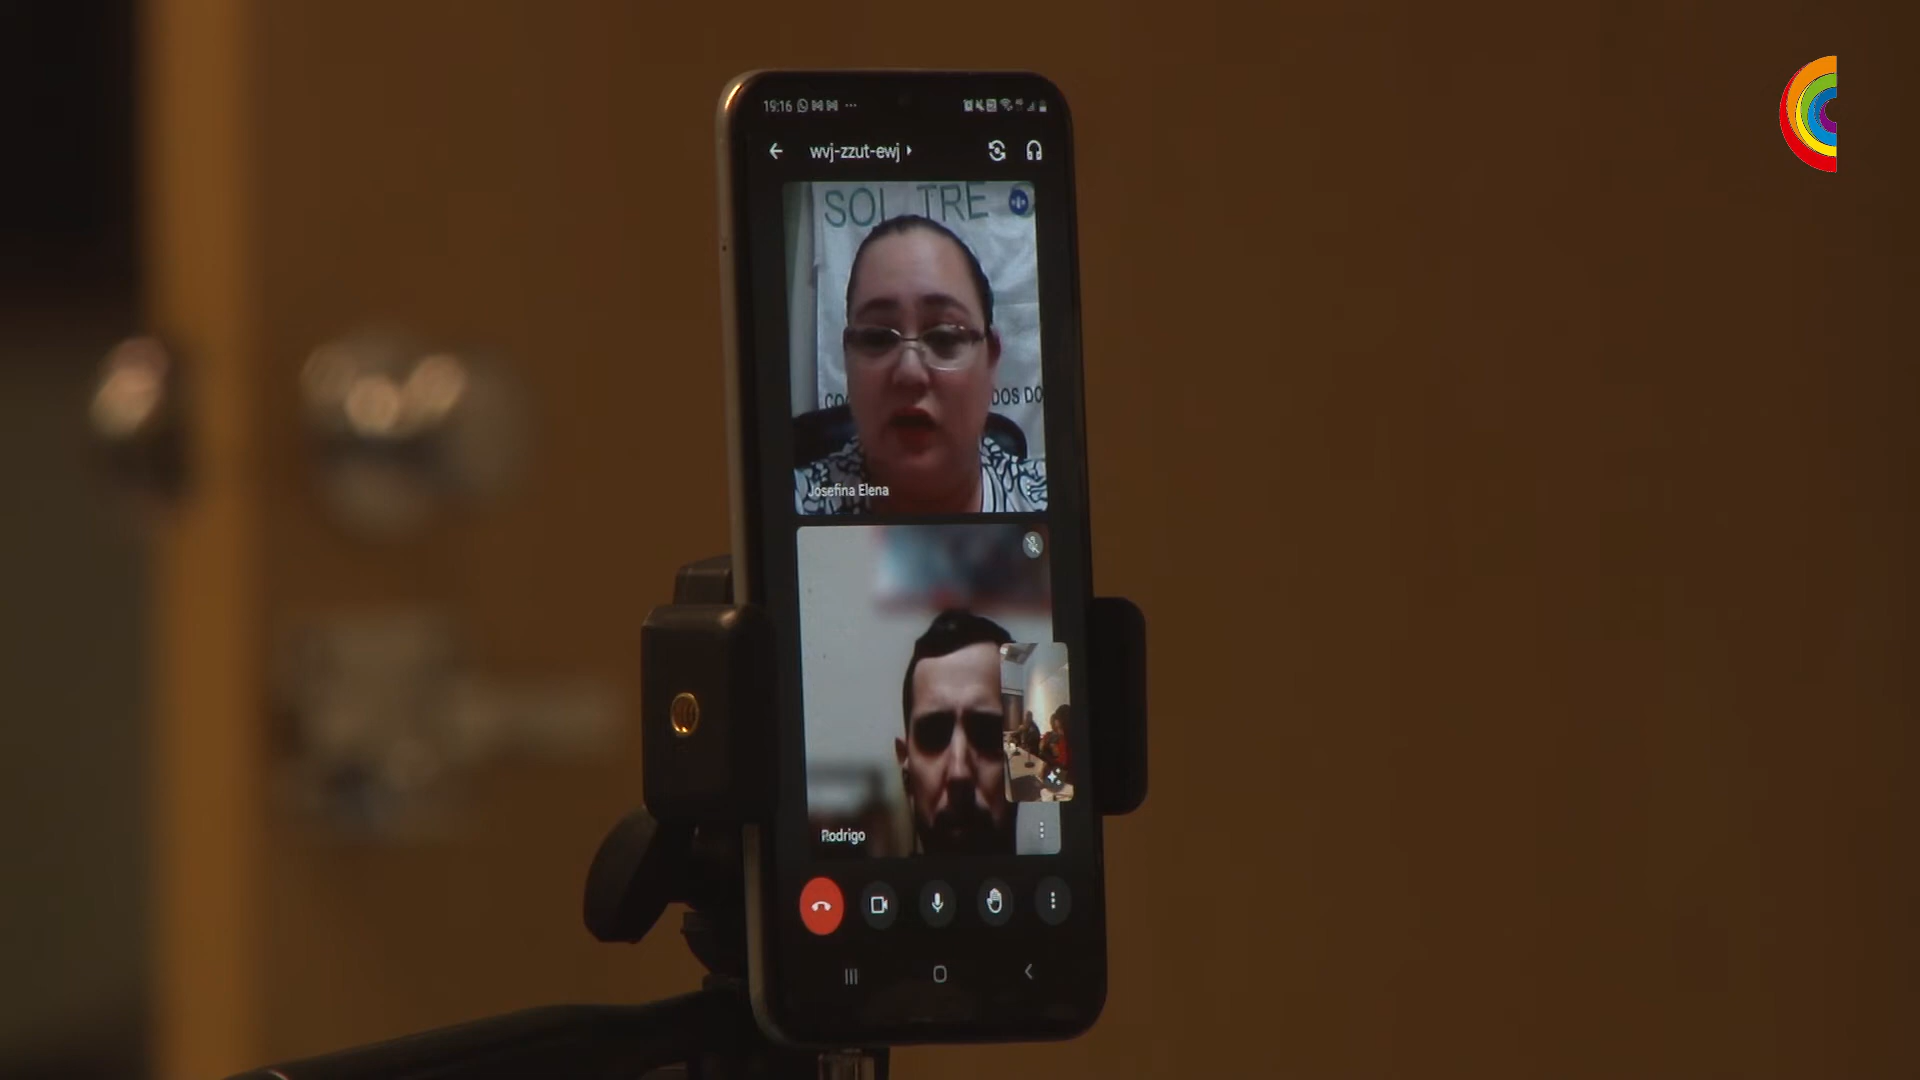 19:16
wvj-zzut-ewj
SOL TRE
DOS DO
Josefina Elena
Rodrigo